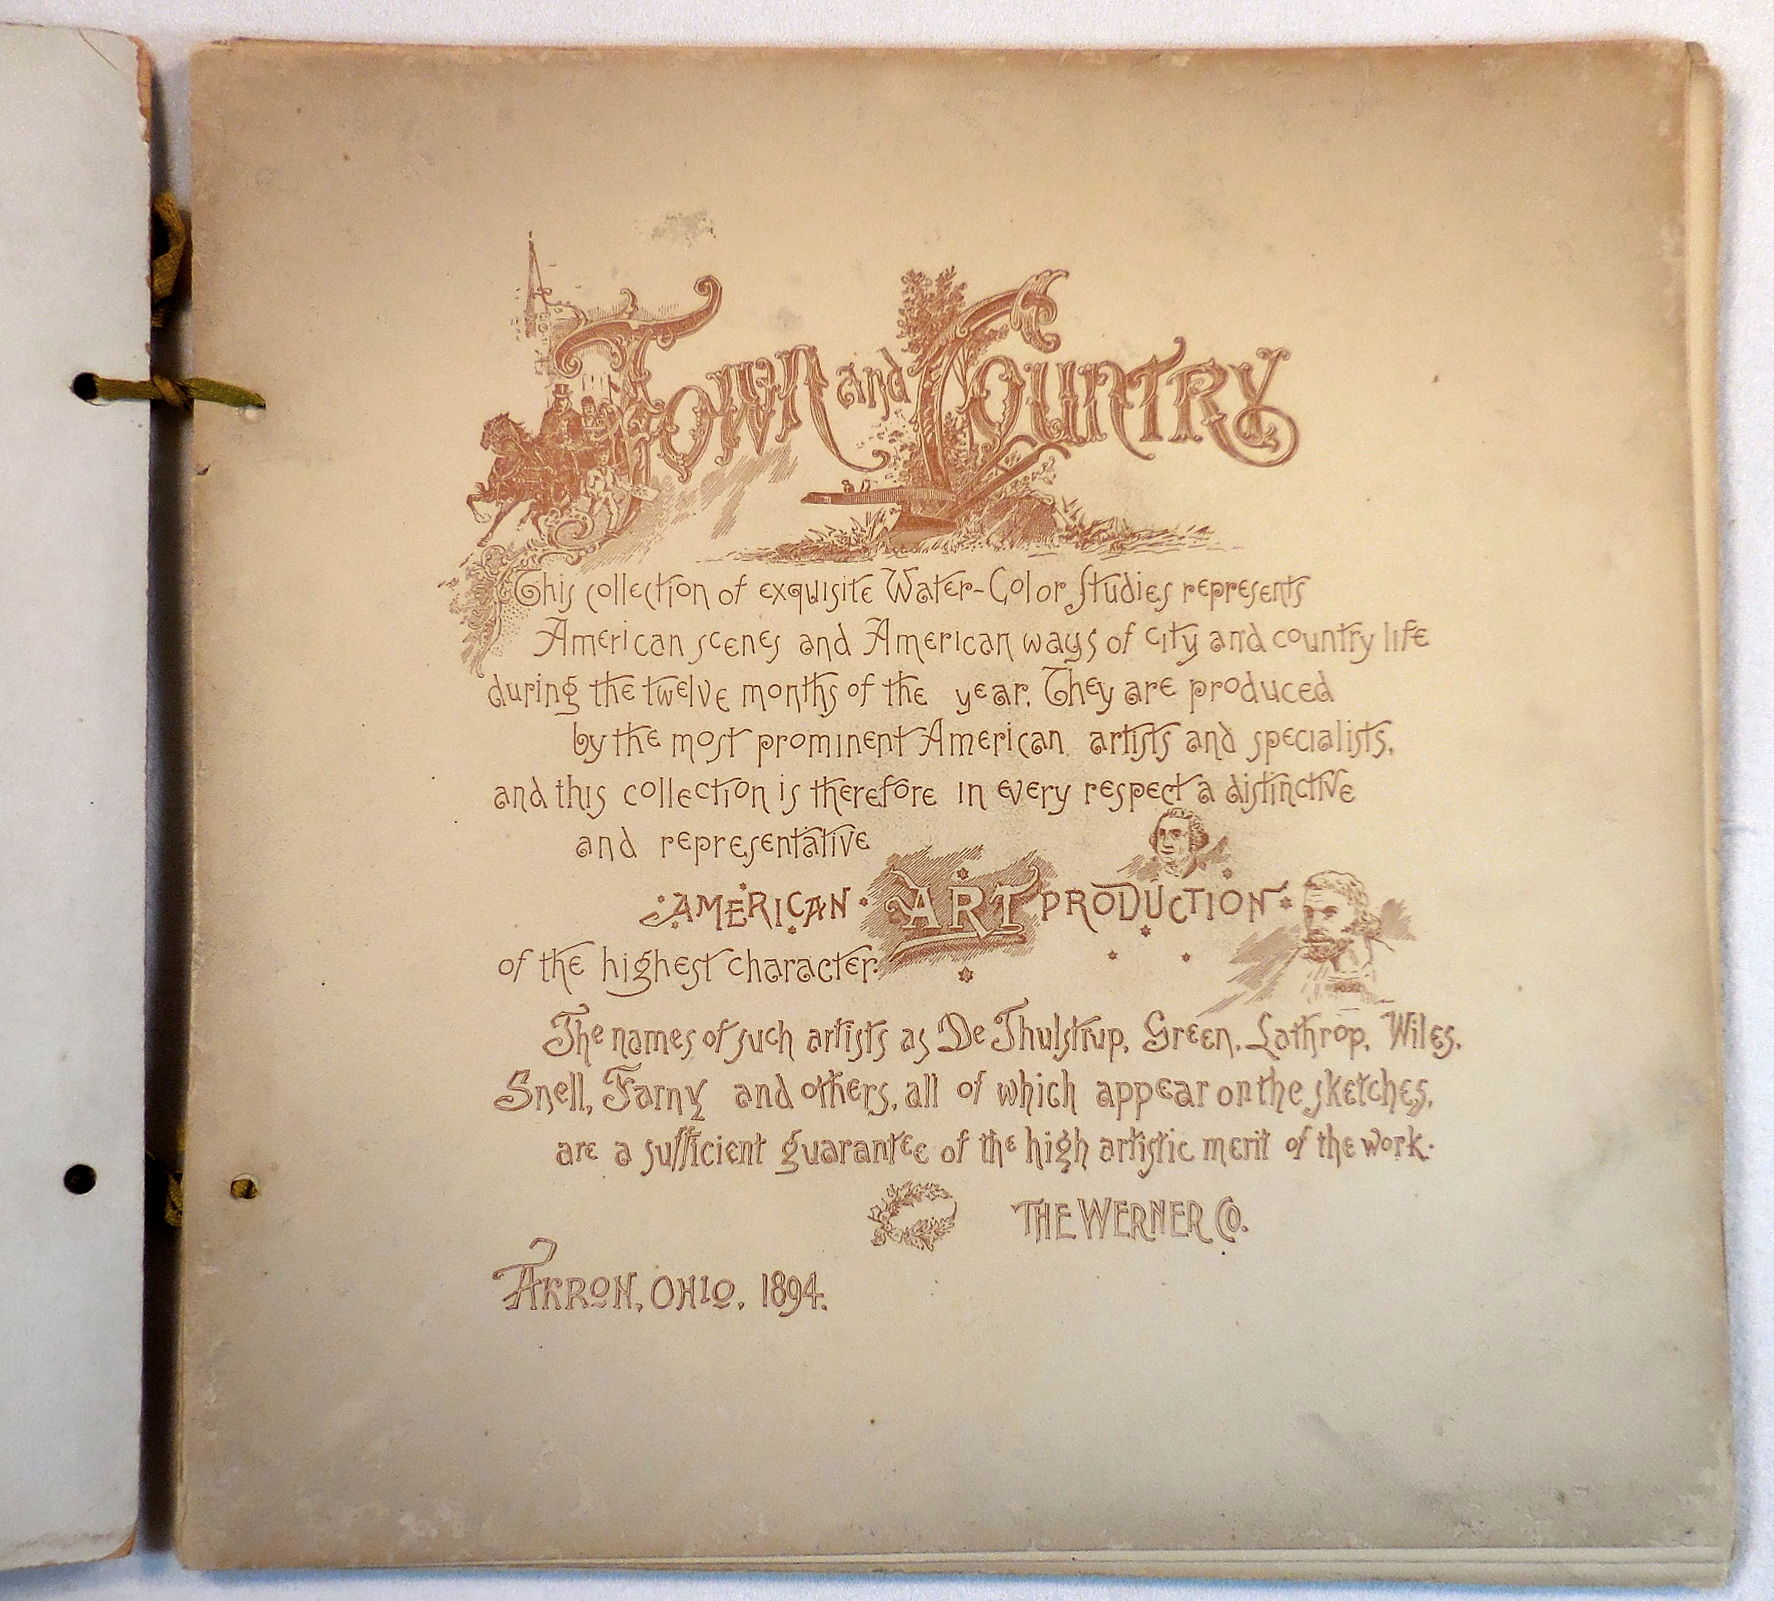 Town and Country
This collection of exquisite Water-Color Studies represents
American scenes and American ways of city and country life
during the twelve months of the year. They are produced
by the most prominent American artists and specialists,
and this collection is therefore in every respect a distinctive
and representative
AMERICAN · ART PRODUCTION
of the highest character.
The names of such artists as De Thulstrup, Green, Lathrop, Wiles,
Snell, Farny and others, all of which appear on the sketches,
are a sufficient guarantee of the high artistic merit of the work.
THE WERNER CO.
AKRON, OHIO, 1894.